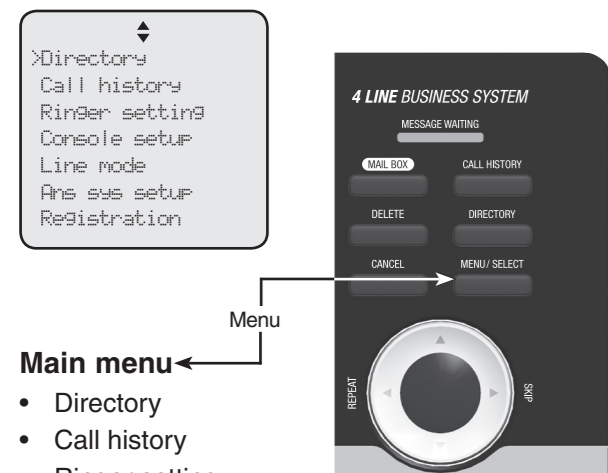 >Directory
Call history
Ringer setting
Console setup
Line mode
Ans sys setup
Registration
4 LINE BUSINESS SYSTEM
MESSAGE WAITING
MAIL BOX CALL HISTORY
DELETE DIRECTORY
CANCEL MENU/ SELECT
Menu
Main menu
• Directory
• Call history
REPEAT SKIP